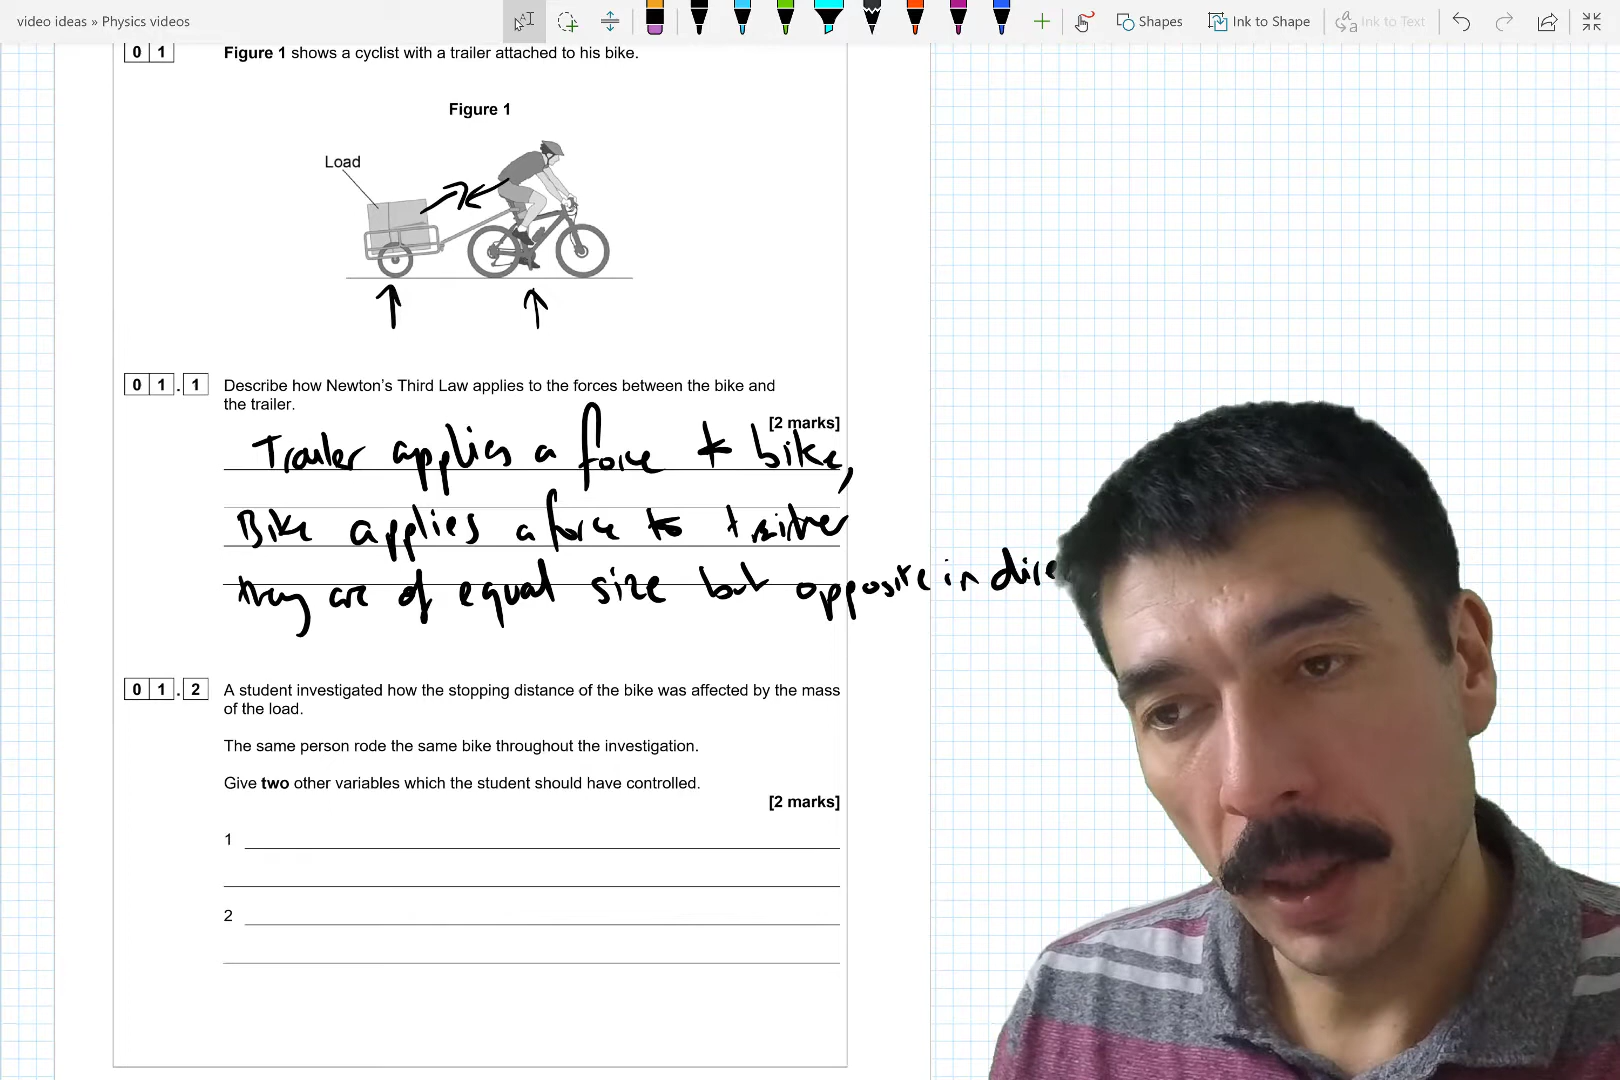 video ideas » Physics videos
Shapes
Ink to Shape
Ink to Text
0 1
Figure 1 shows a cyclist with a trailer attached to his bike.
Figure 1
Load
0 1 . 1
Describe how Newton's Third Law applies to the forces between the bike and
the trailer.
[2 marks]
Trailer applies a force to bike,
Bike applies a force to trailer
they are of equal size but opposite in dire
0 1 . 2
A student investigated how the stopping distance of the bike was affected by the mass
of the load.
The same person rode the same bike throughout the investigation.
Give two other variables which the student should have controlled.
[2 marks]
1
2